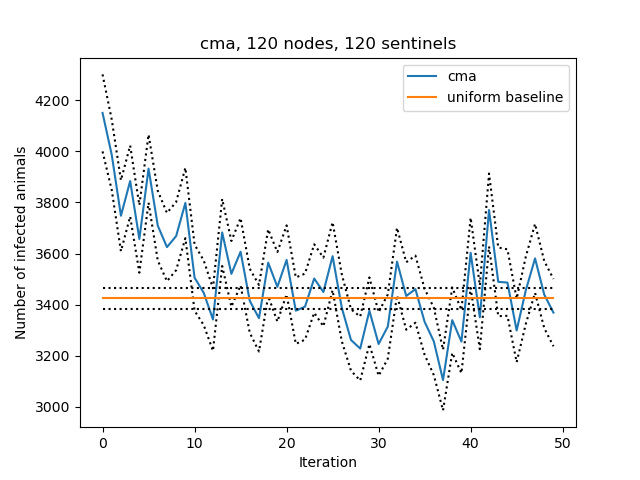 cma, 120 nodes, 120 sentinels
cma
uniform baseline
Number of infected animals
4200
4000
3800
3600
3400
3200
3000
0 10 20 30 40 50
Iteration